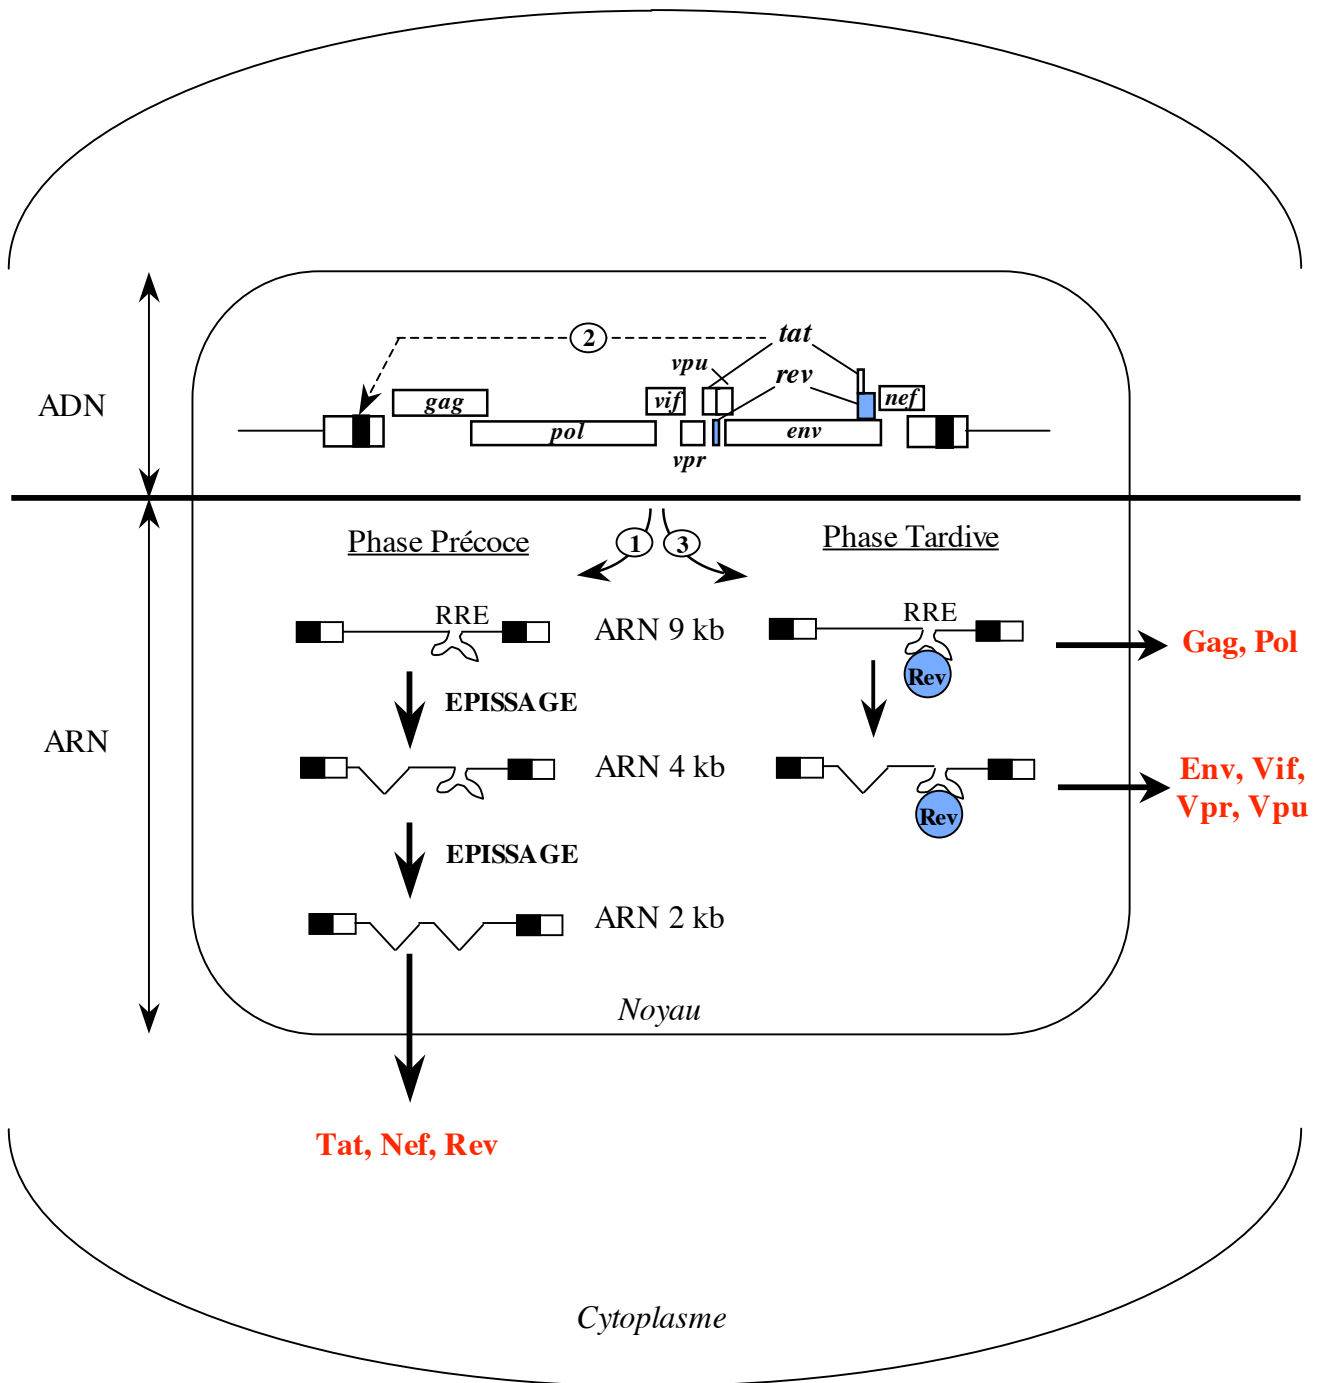 2
tat
vpu
rev
ADN
gag
vif
nef
pol
env
vpr
Phase Précoce
1
3
Phase Tardive
RRE
ARN 9 kb
RRE
Rev
Gag, Pol
EPISSAGE
ARN
ARN 4 kb
Rev
Env, Vif,
Vpr, Vpu
EPISSAGE
ARN 2 kb
Noyau
Tat, Nef, Rev
Cytoplasme